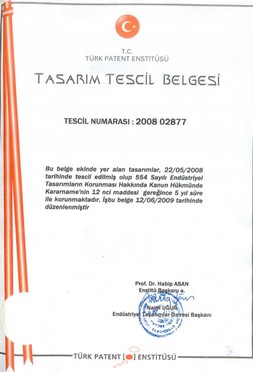 T.C.
TÜRK PATENT ENSTİTÜSÜ
TASARIM TESCİL BELGESİ
TESCİL NUMARASI : 2008 02877
Bu belge ekinde yer alan tasarımlar, 22/05/2008
tarihinde tescil edilmiş olup 554 Sayılı Endüstriyel
Tasarımların Korunması Hakkında Kanun Hükmünde
Kararname'nin 12 nci maddesi gereğince 5 yıl süre
ile korunmaktadır. İşbu belge 12/06/2009 tarihinde
düzenlenmiştir
Prof. Dr. Habip ASAN
Enstitü Başkanı a.
Endüstriyel Tasarımlar Dairesi Başkanı
TÜRK PATENT ENSTİTÜSÜ